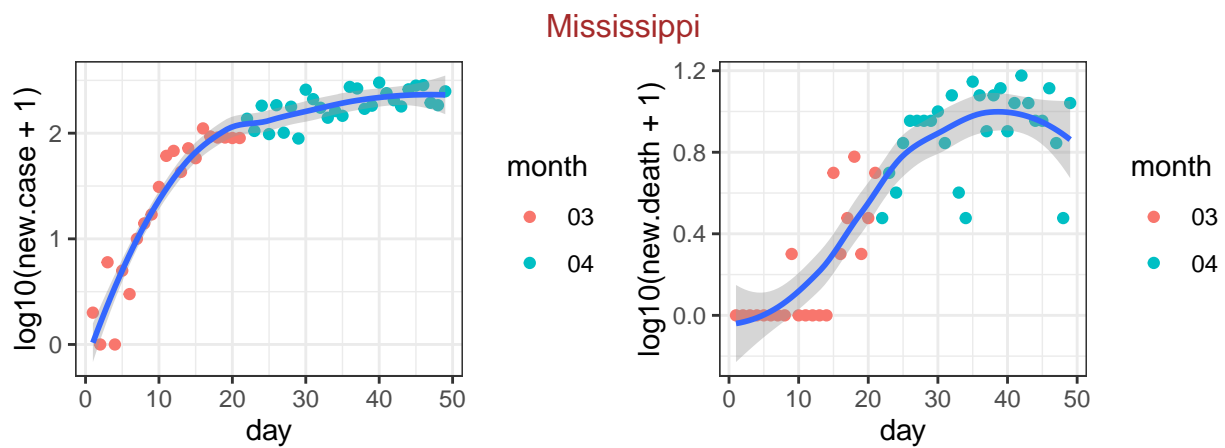 Mississippi
log10(new.case + 1)
2
1
0
0 10 20 30 40 50
day
month
03
04
log10(new.death + 1)
1.2
0.8
0.4
0.0
0 10 20 30 40 50
day
month
03
04